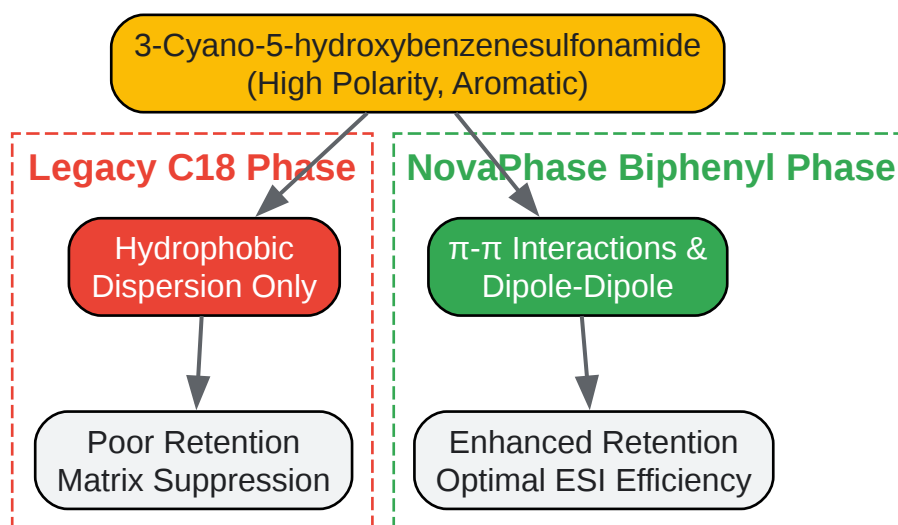 3-Cyano-5-hydroxybenzenesulfonamide
(High Polarity, Aromatic)
Legacy C18 Phase
Hydrophobic
Dispersion Only
Poor Retention
Matrix Suppression
NovaPhase Biphenyl Phase
π-π Interactions &
Dipole-Dipole
Enhanced Retention
Optimal ESI Efficiency